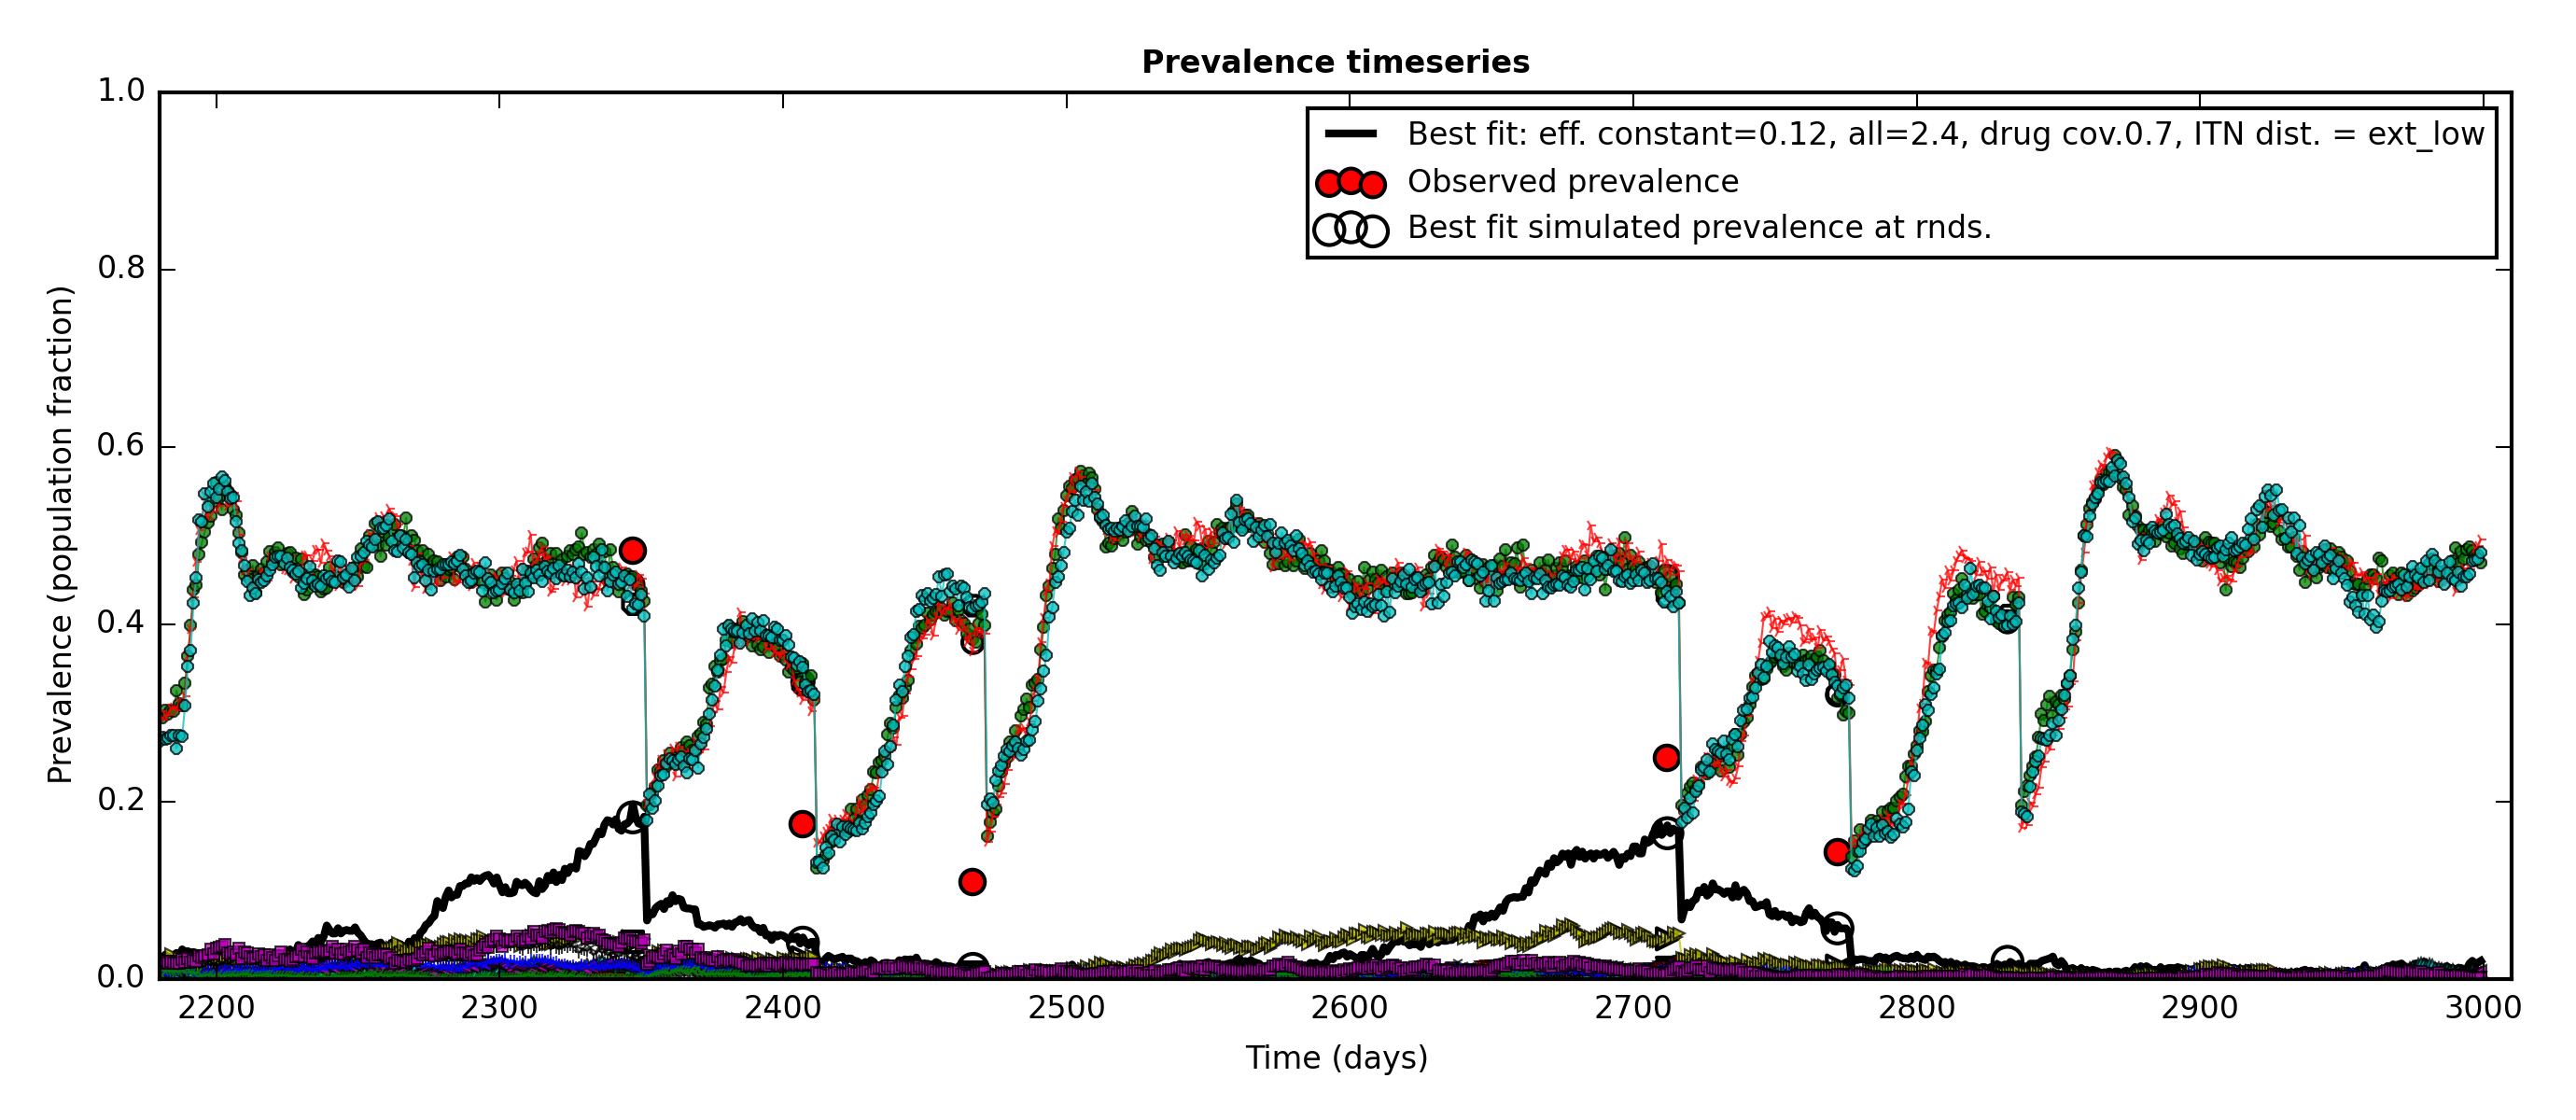 Prevalence timeseries
1.0
0.8
0.6
0.4
0.2
0.0
Prevalence (population fraction)
Best fit: eff. constant=0.12, all=2.4, drug cov.0.7, ITN dist. = ext_low
Observed prevalence
Best fit simulated prevalence at rnds.
2200 2300 2400 2500 2600 2700 2800 2900 3000
Time (days)